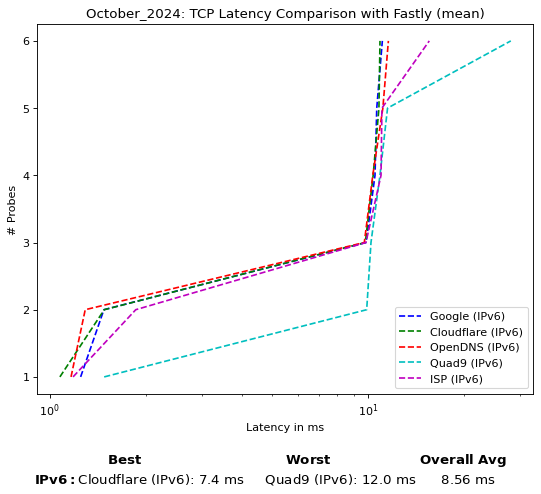 October_2024: TCP Latency Comparison with Fastly (mean)
6
5
4
3
2
1
# Probes
10^0
10^1
Latency in ms
Google (IPv6)
Cloudflare (IPv6)
OpenDNS (IPv6)
Quad9 (IPv6)
ISP (IPv6)
Best Worst Overall Avg
IPv6: Cloudflare (IPv6): 7.4 ms Quad9 (IPv6): 12.0 ms 8.56 ms